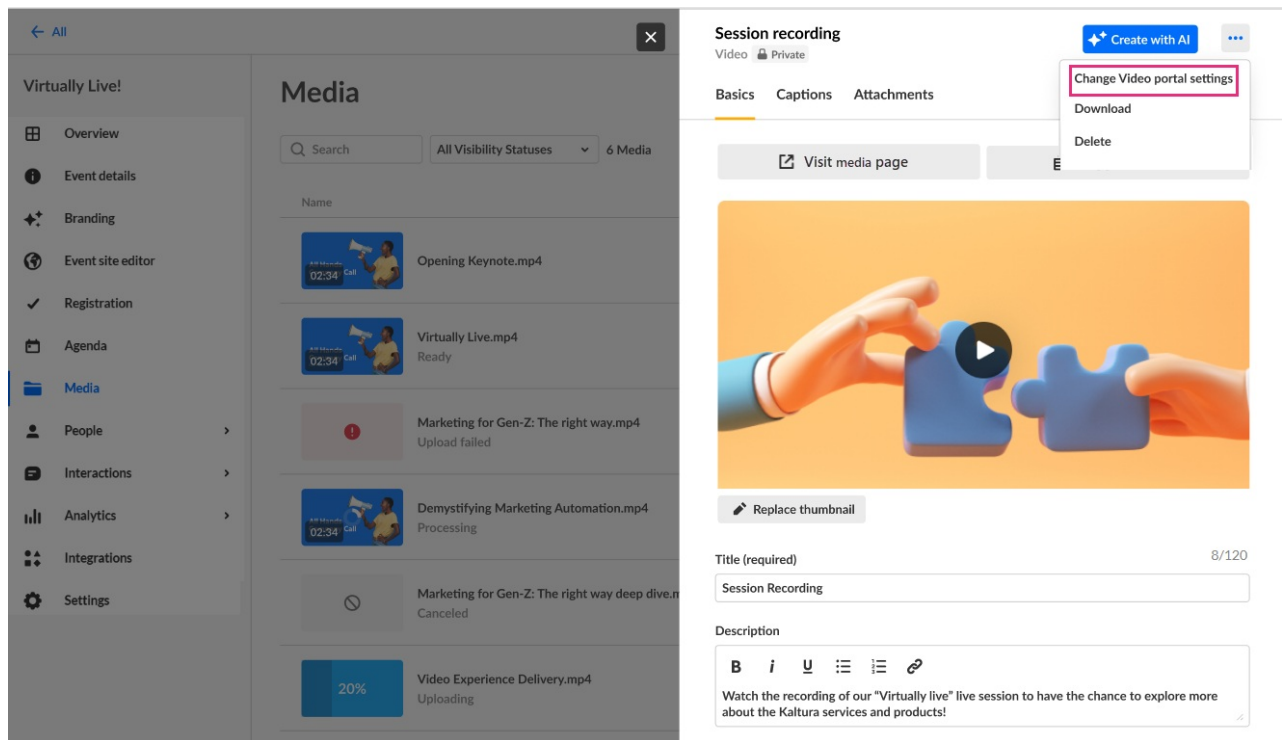 ← All
Virtually Live!
Overview
Event details
Branding
Event site editor
Registration
Agenda
Media
People
Interactions
Analytics
Integrations
Settings
Media
Search
All Visibility Statuses
6 Media
Name
02:34
Opening Keynote.mp4
02:34
Virtually Live.mp4
Ready
Marketing for Gen-Z: The right way.mp4
Upload failed
02:34
Demystifying Marketing Automation.mp4
Processing
Marketing for Gen-Z: The right way deep dive.m
Canceled
20%
Video Experience Delivery.mp4
Uploading
Session recording
Video Private
Create with AI
Change Video portal settings
Download
Delete
Basics Captions Attachments
Visit media page
Replace thumbnail
Title (required)
8/120
Session Recording
Description
B i U
Watch the recording of our “Virtually live” live session to have the chance to explore more
about the Kaltura services and products!